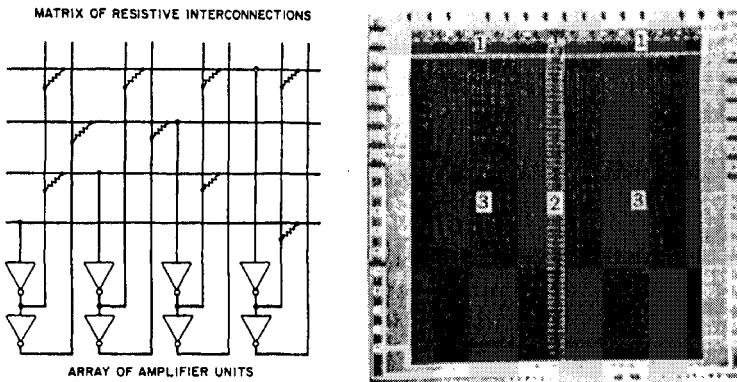 MATRIX OF RESISTIVE INTERCONNECTIONS
ARRAY OF AMPLIFIER UNITS
1
1
3
2
3